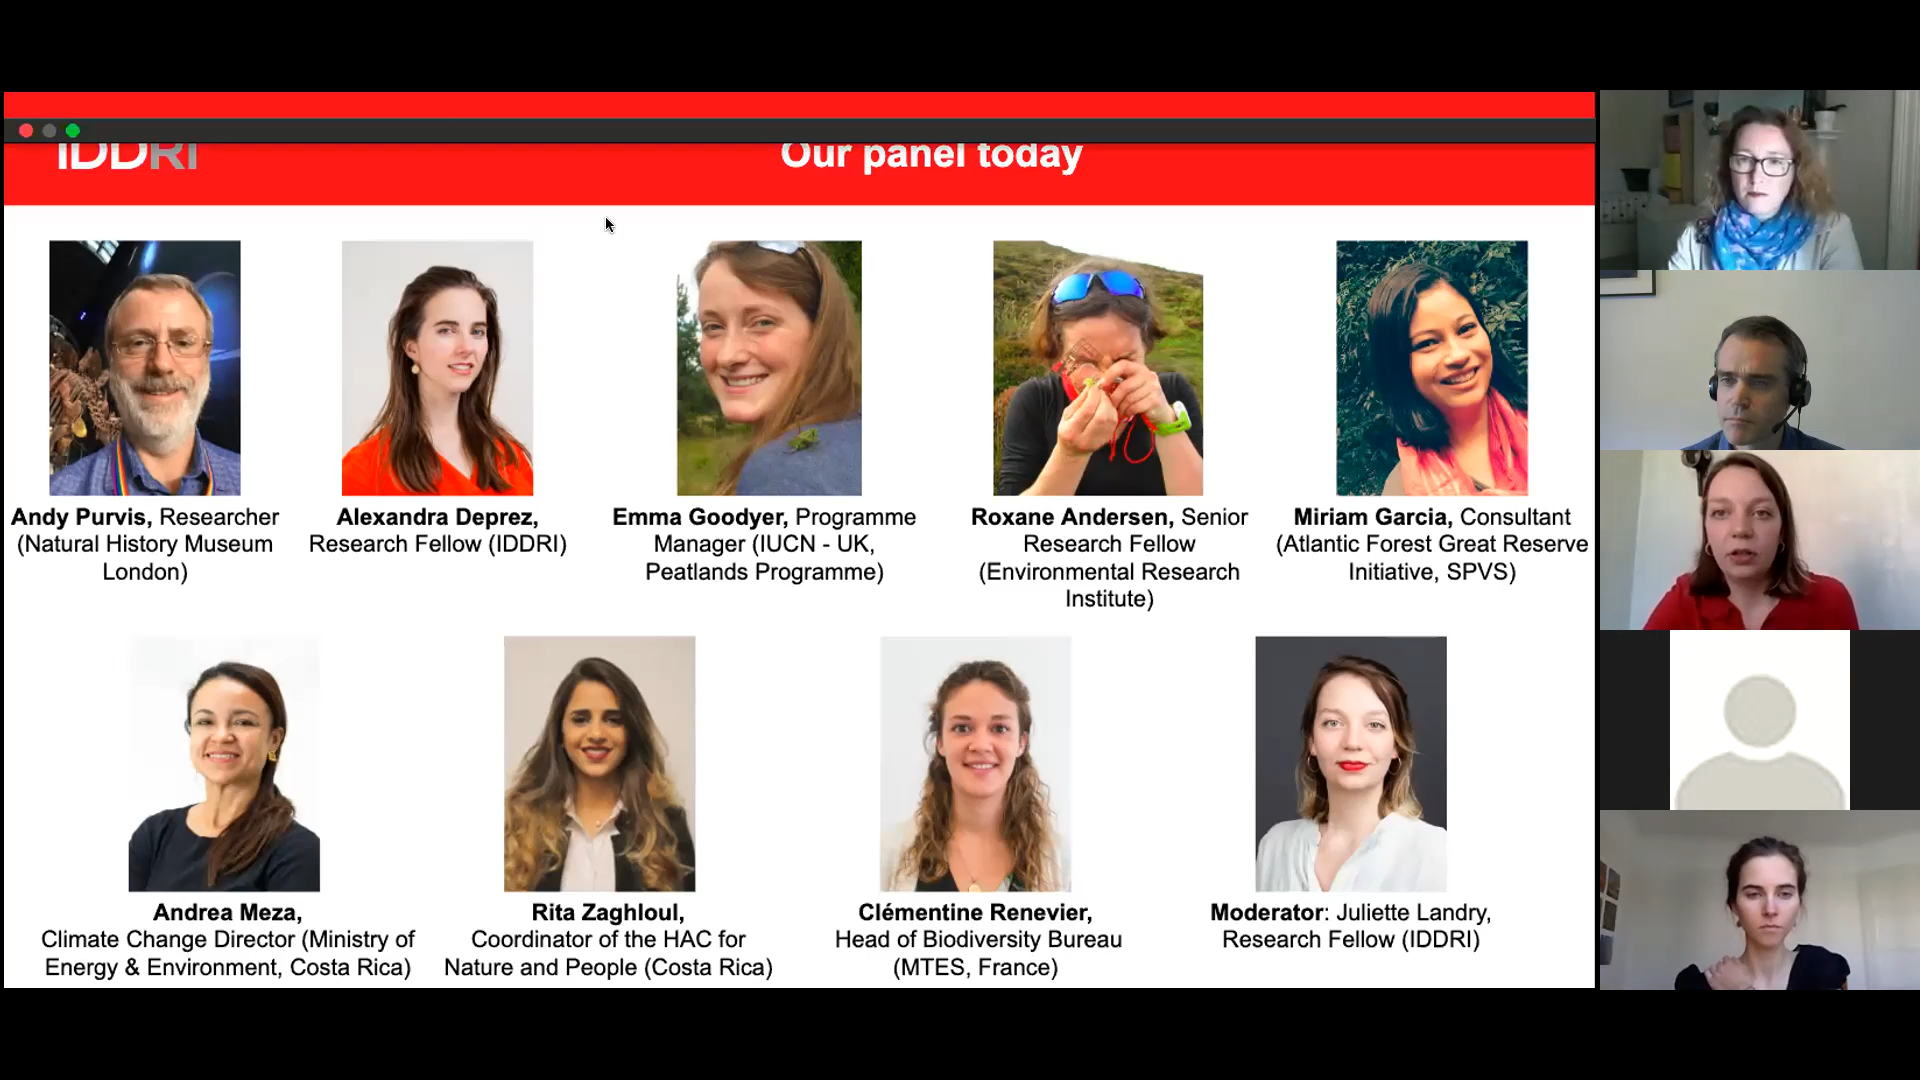 IDDRI
Our panel today
Andy Purvis, Researcher
(Natural History Museum
London)
Alexandra Deprez,
Research Fellow (IDDRI)
Emma Goodyer, Programme
Manager (IUCN - UK,
Peatlands Programme)
Roxane Andersen, Senior
Research Fellow
(Environmental Research
Institute)
Miriam Garcia, Consultant
(Atlantic Forest Great Reserve
Initiative, SPVS)
Andrea Meza,
Climate Change Director (Ministry of
Energy & Environment, Costa Rica)
Rita Zaghloul,
Coordinator of the HAC for
Nature and People (Costa Rica)
Clémentine Renevier,
Head of Biodiversity Bureau
(MTES, France)
Moderator: Juliette Landry,
Research Fellow (IDDRI)